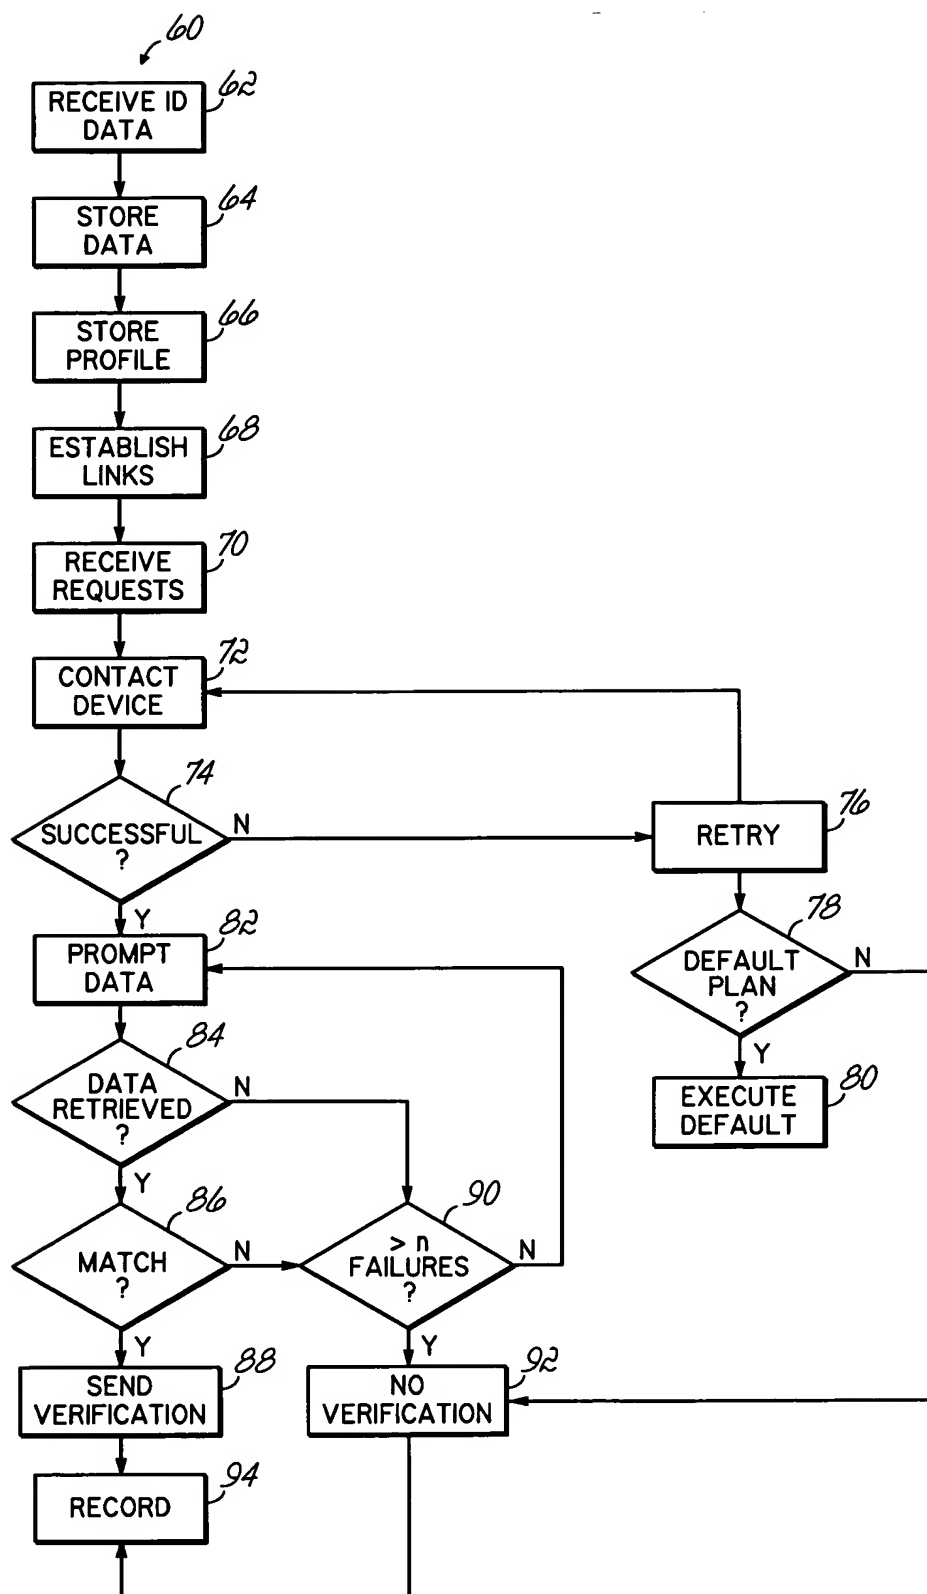 60
RECEIVE ID
DATA
62
STORE
DATA
64
STORE
PROFILE
66
ESTABLISH
LINKS
68
RECEIVE
REQUESTS
70
CONTACT
DEVICE
72
SUCCESSFUL
?
74
N
Y
RETRY
76
DEFAULT
PLAN
?
78
N
Y
EXECUTE
DEFAULT
80
PROMPT
DATA
82
DATA
RETRIEVED
?
84
N
Y
MATCH
?
86
N
Y
> n
FAILURES
?
90
N
Y
SEND
VERIFICATION
88
NO
VERIFICATION
92
RECORD
94